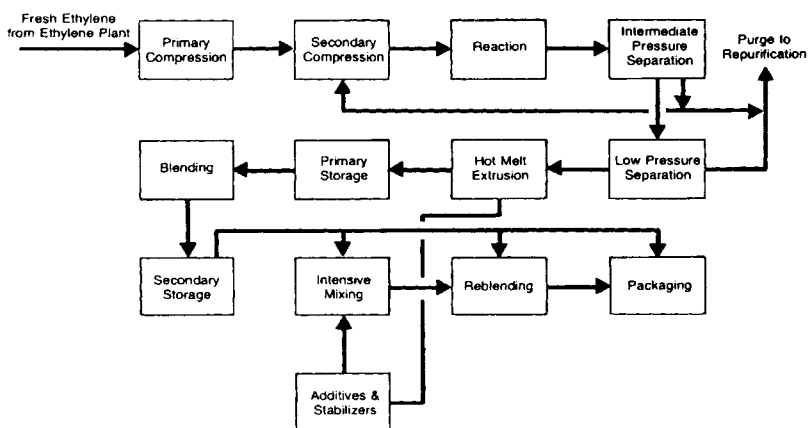 Fresh Ethylene
from Ethylene Plant
Primary
Compression
Secondary
Compression
Reaction
Intermediate
Pressure
Separation
Purge to
Repurification
Blending
Primary
Storage
Hot Melt
Extrusion
Low Pressure
Separation
Secondary
Storage
Intensive
Mixing
Reblending
Packaging
Additives &
Stabilizers